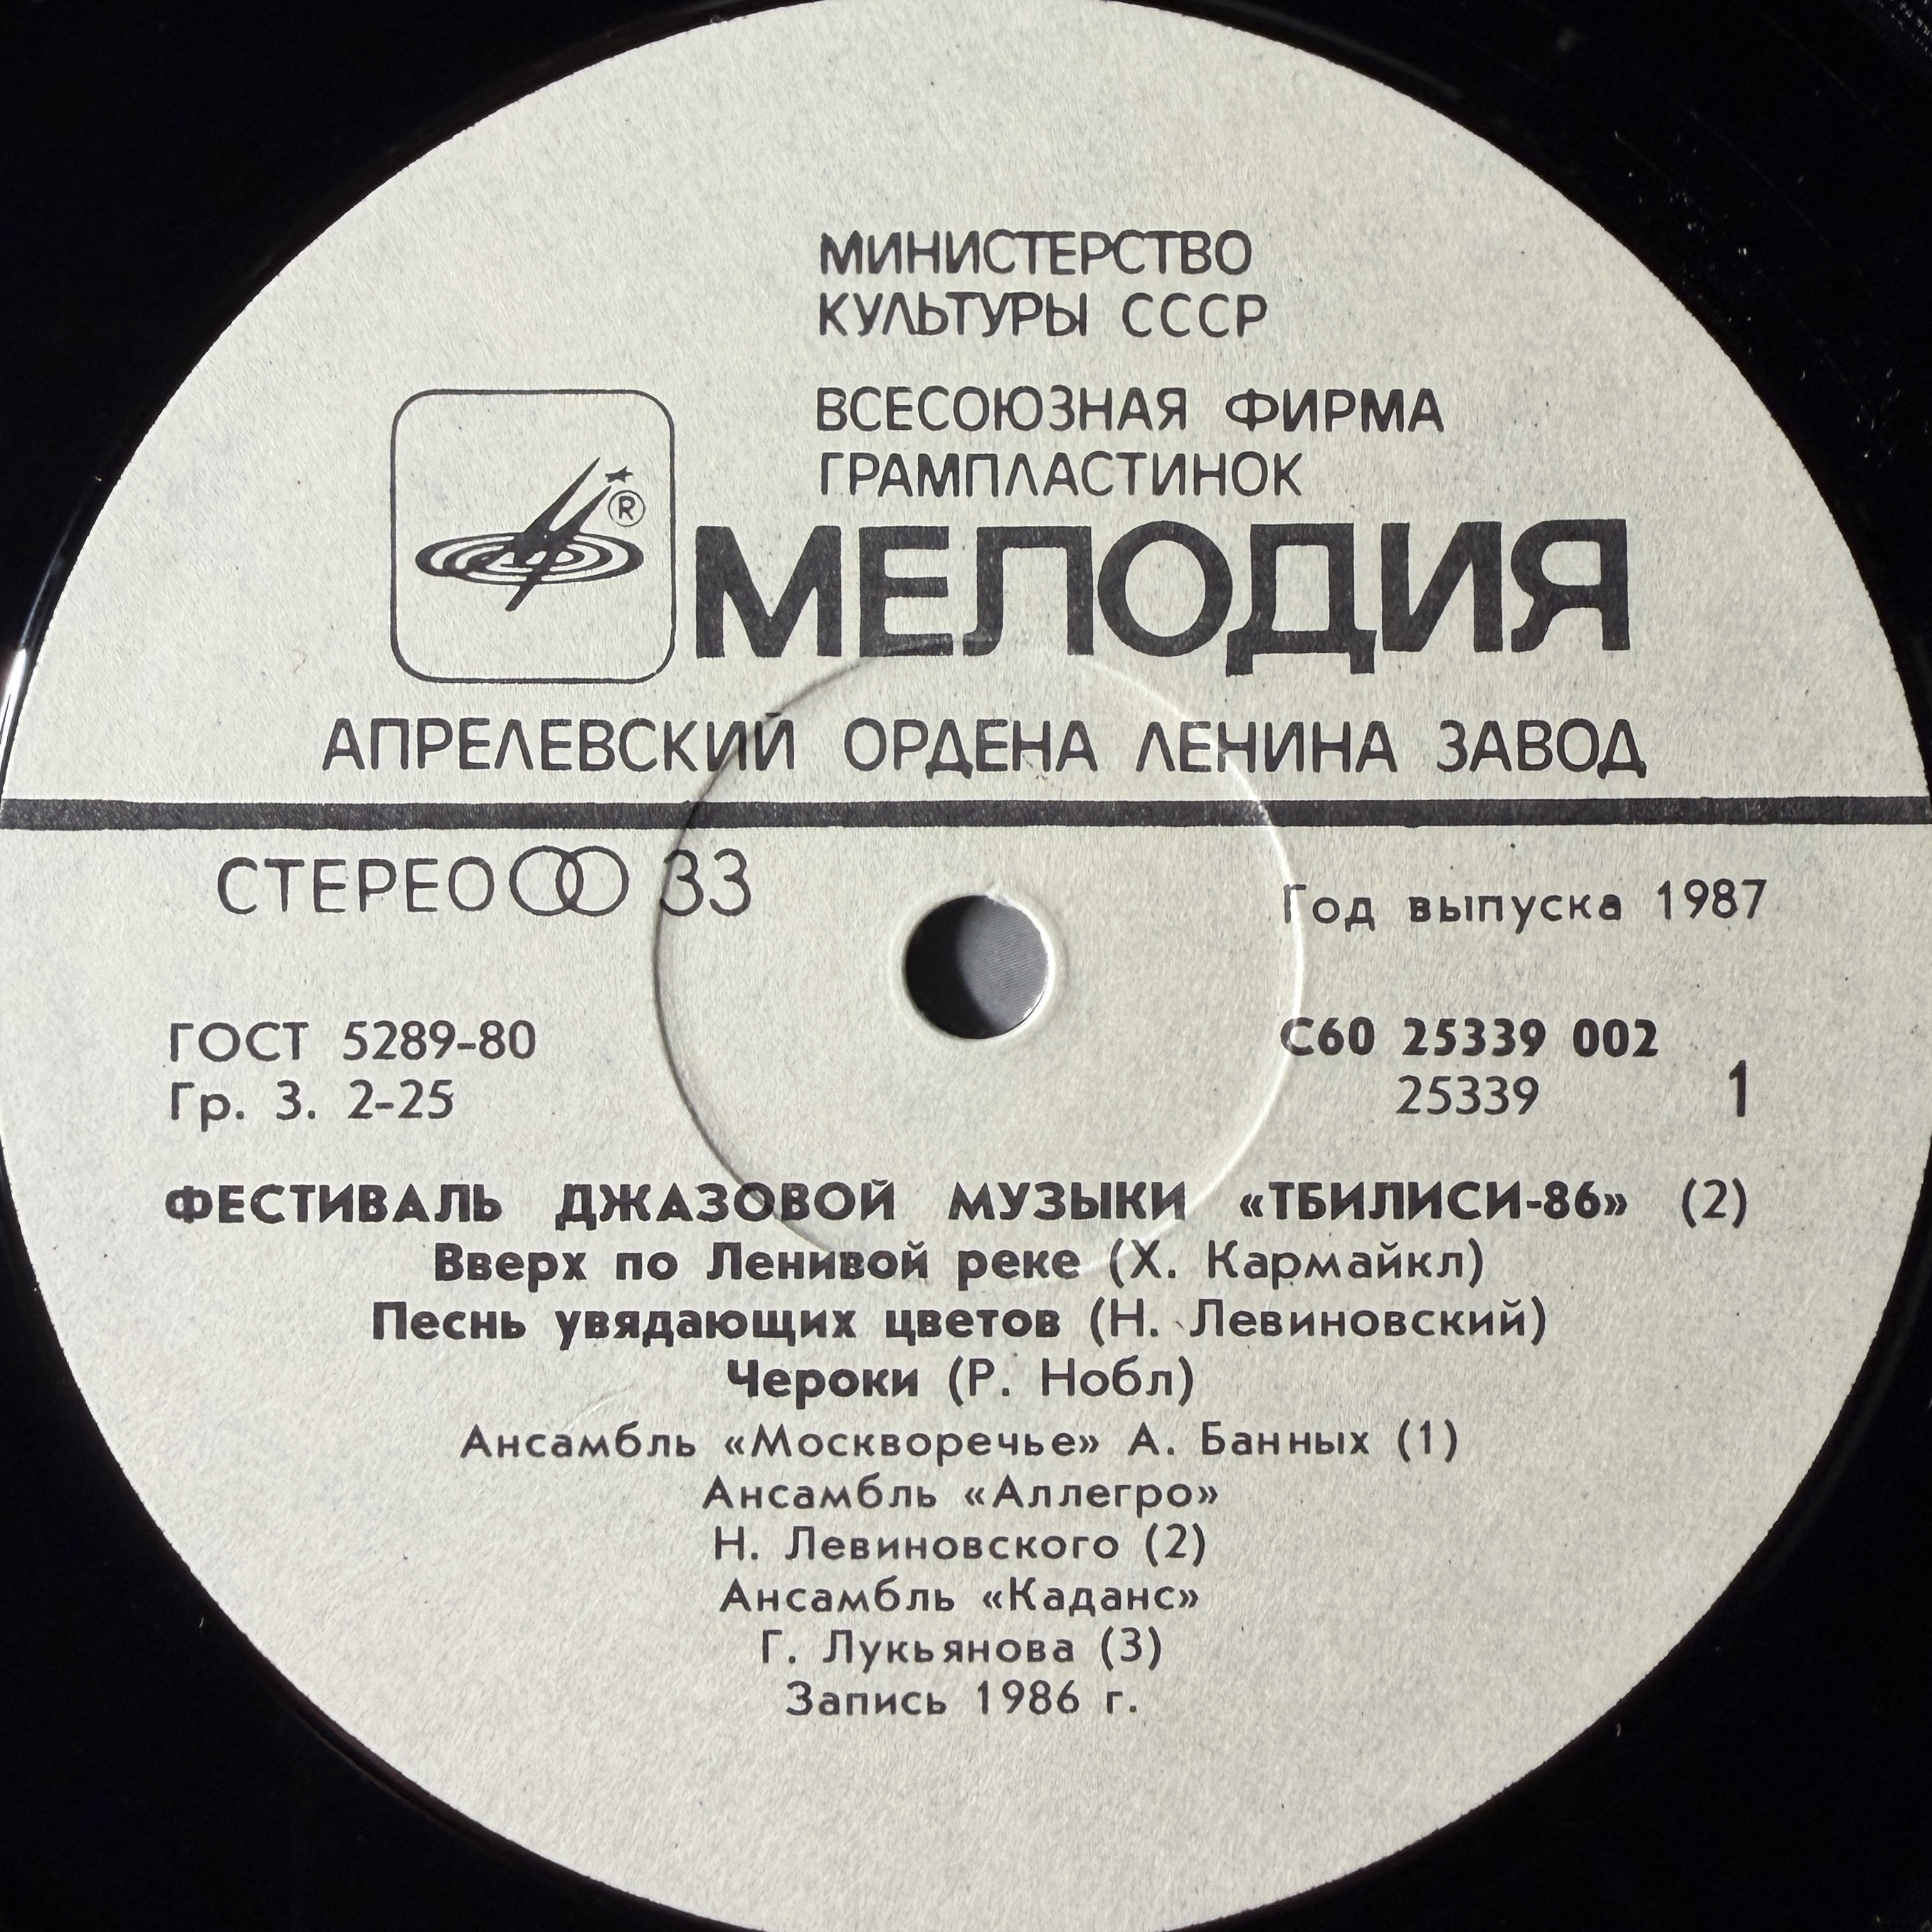 МИНИСТЕРСТВО
КУЛЬТУРЫ СССР
ВСЕСОЮЗНАЯ ФИРМА
ГРАМПЛАСТИНОК
®
МЕЛОДИЯ
АПРЕЛЕВСКИЙ ОРДЕНА ЛЕНИНА ЗАВОД
СТЕРЕО 33
Год выпуска 1987
ГОСТ 5289-80
Гр. 3. 2-25
С60 25339 002
25339
1
ФЕСТИВАЛЬ ДЖАЗОВОЙ МУЗЫКИ «ТБИЛИСИ-86» (2)
Вверх по Ленивой реке (Х. Кармайкл)
Песнь увядающих цветов (Н. Левиновский)
Чероки (Р. Нобл)
Ансамбль «Москворечье» А. Банных (1)
Ансамбль «Аллегро»
Н. Левиновского (2)
Ансамбль «Каданс»
Г. Лукьянова (3)
Запись 1986 г.